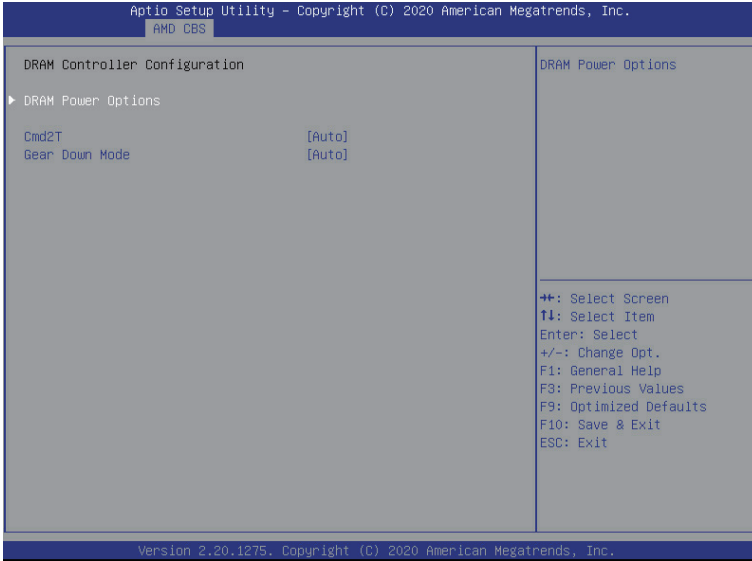 Aptio Setup Utility – Copyright (C) 2020 American Megatrends, Inc.
AMD CBS
DRAM Controller Configuration
DRAM Power Options
Cmd2T [Auto]
Gear Down Mode [Auto]
DRAM Power Options
→←: Select Screen
↑↓: Select Item
Enter: Select
+/-: Change Opt.
F1: General Help
F3: Previous Values
F9: Optimized Defaults
F10: Save & Exit
ESC: Exit
Version 2.20.1275. Copyright (C) 2020 American Megatrends, Inc.